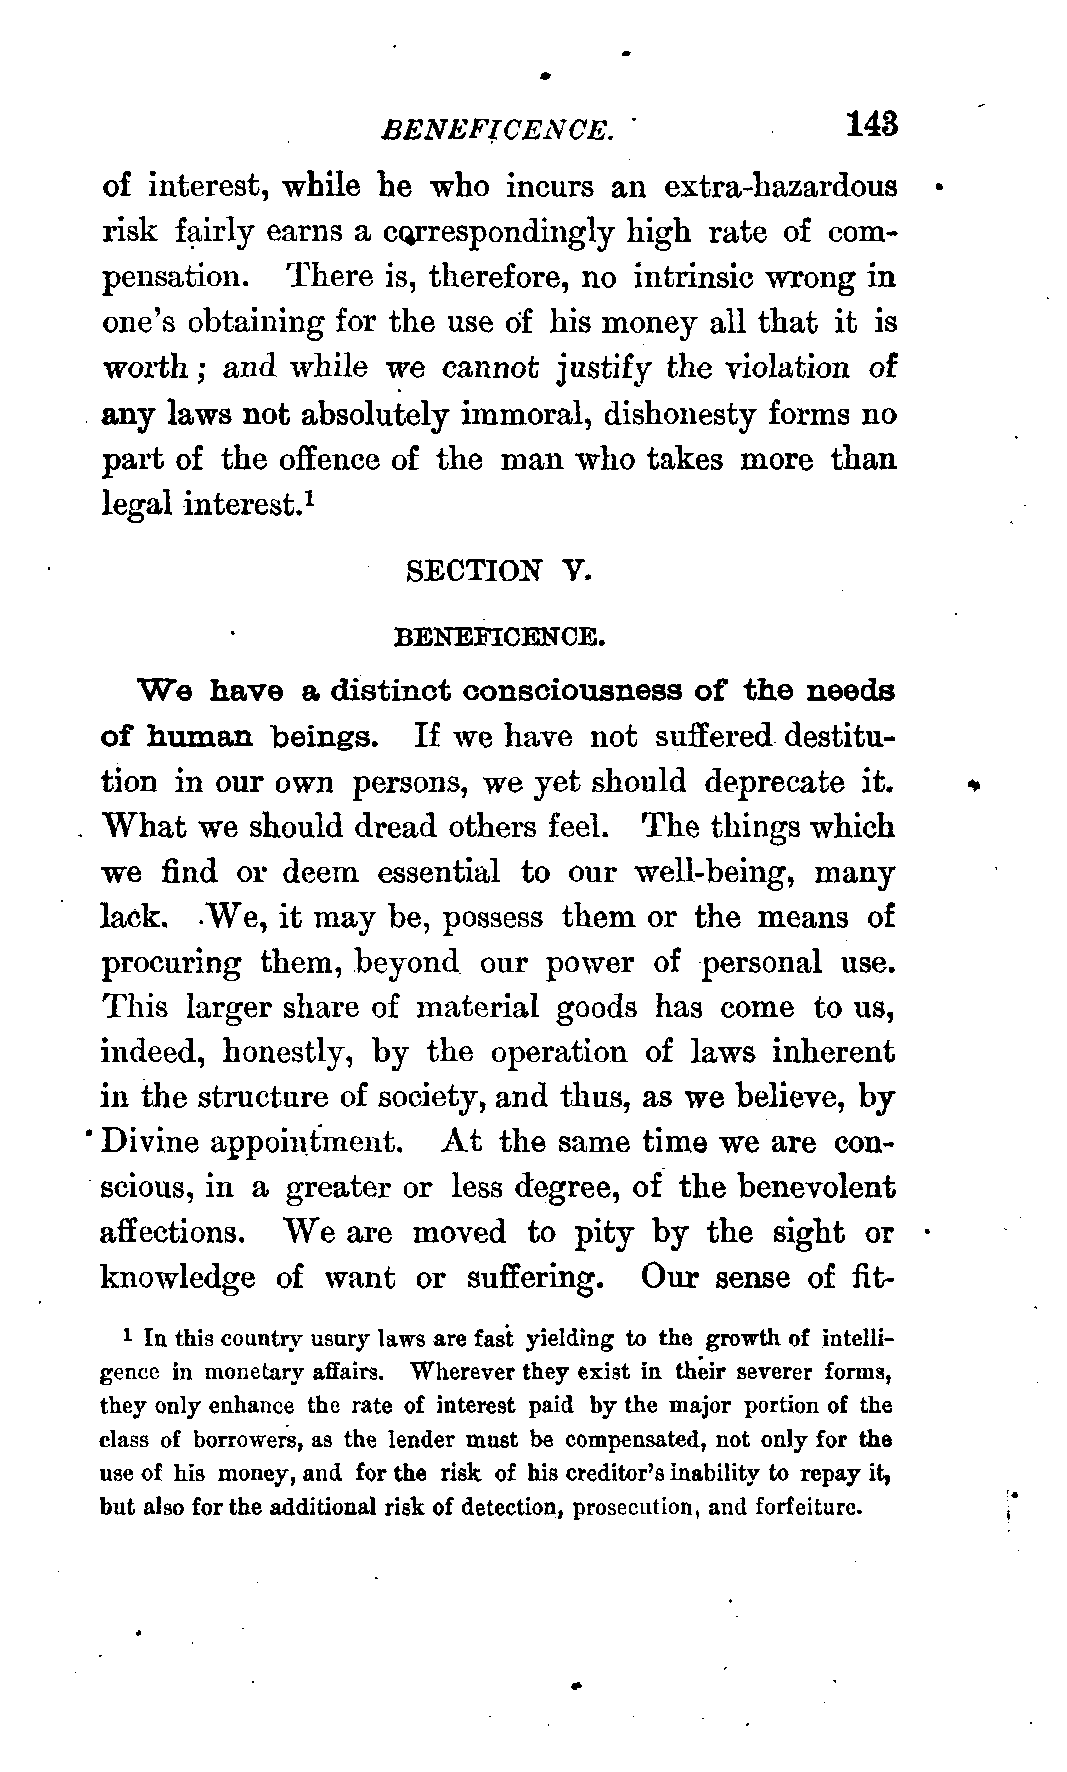 BENEFICENCE. 143
of interest, while he who incurs an extra-hazardous
risk fairly earns a correspondingly high rate of com-
pensation. There is, therefore, no intrinsic wrong in
one's obtaining for the use of his money all that it is
worth; and while we cannot justify the violation of
any laws not absolutely immoral, dishonesty forms no
part of the offence of the man who takes more than
legal interest.¹
SECTION V.
BENEFICENCE.
We have a distinct consciousness of the needs
of human beings. If we have not suffered destitu-
tion in our own persons, we yet should deprecate it.
What we should dread others feel. The things which
we find or deem essential to our well-being, many
lack. We, it may be, possess them or the means of
procuring them, beyond our power of personal use.
This larger share of material goods has come to us,
indeed, honestly, by the operation of laws inherent
in the structure of society, and thus, as we believe, by
Divine appointment. At the same time we are con-
scious, in a greater or less degree, of the benevolent
affections. We are moved to pity by the sight or
knowledge of want or suffering. Our sense of fit-
¹ In this country usury laws are fast yielding to the growth of intelli-
gence in monetary affairs. Wherever they exist in their severer forms,
they only enhance the rate of interest paid by the major portion of the
class of borrowers, as the lender must be compensated, not only for the
use of his money, and for the risk of his creditor's inability to repay it,
but also for the additional risk of detection, prosecution, and forfeiture.